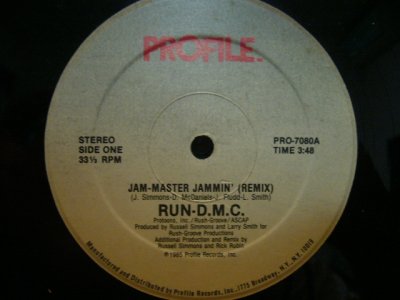 PROFILE.
STEREO
SIDE ONE
33⅓ RPM
PRO-7080A
TIME 3:48
JAM-MASTER JAMMIN' (REMIX)
(J. Simmons-D. McDaniels-J. Fludd-L. Smith)
RUN-D.M.C.
Protoons, Inc./Rush-Groove/ASCAP
Produced by Russell Simmons and Larry Smith for
Rush-Groove Productions
Additional Production and Remix by
Russell Simmons and Rick Rubin
©1985 Profile Records, Inc.
Manufactured and Distributed by Profile Records, Inc., 1775 Broadway, N.Y., N.Y. 10019